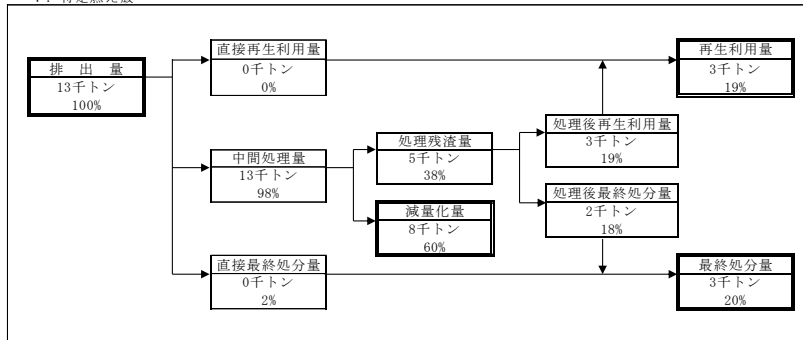 排　出　量
13千トン
100%
直接再生利用量
0千トン
0%
再生利用量
3千トン
19%
中間処理量
13千トン
98%
処理残渣量
5千トン
38%
処理後再生利用量
3千トン
19%
減量化量
8千トン
60%
処理後最終処分量
2千トン
18%
直接最終処分量
0千トン
2%
最終処分量
3千トン
20%